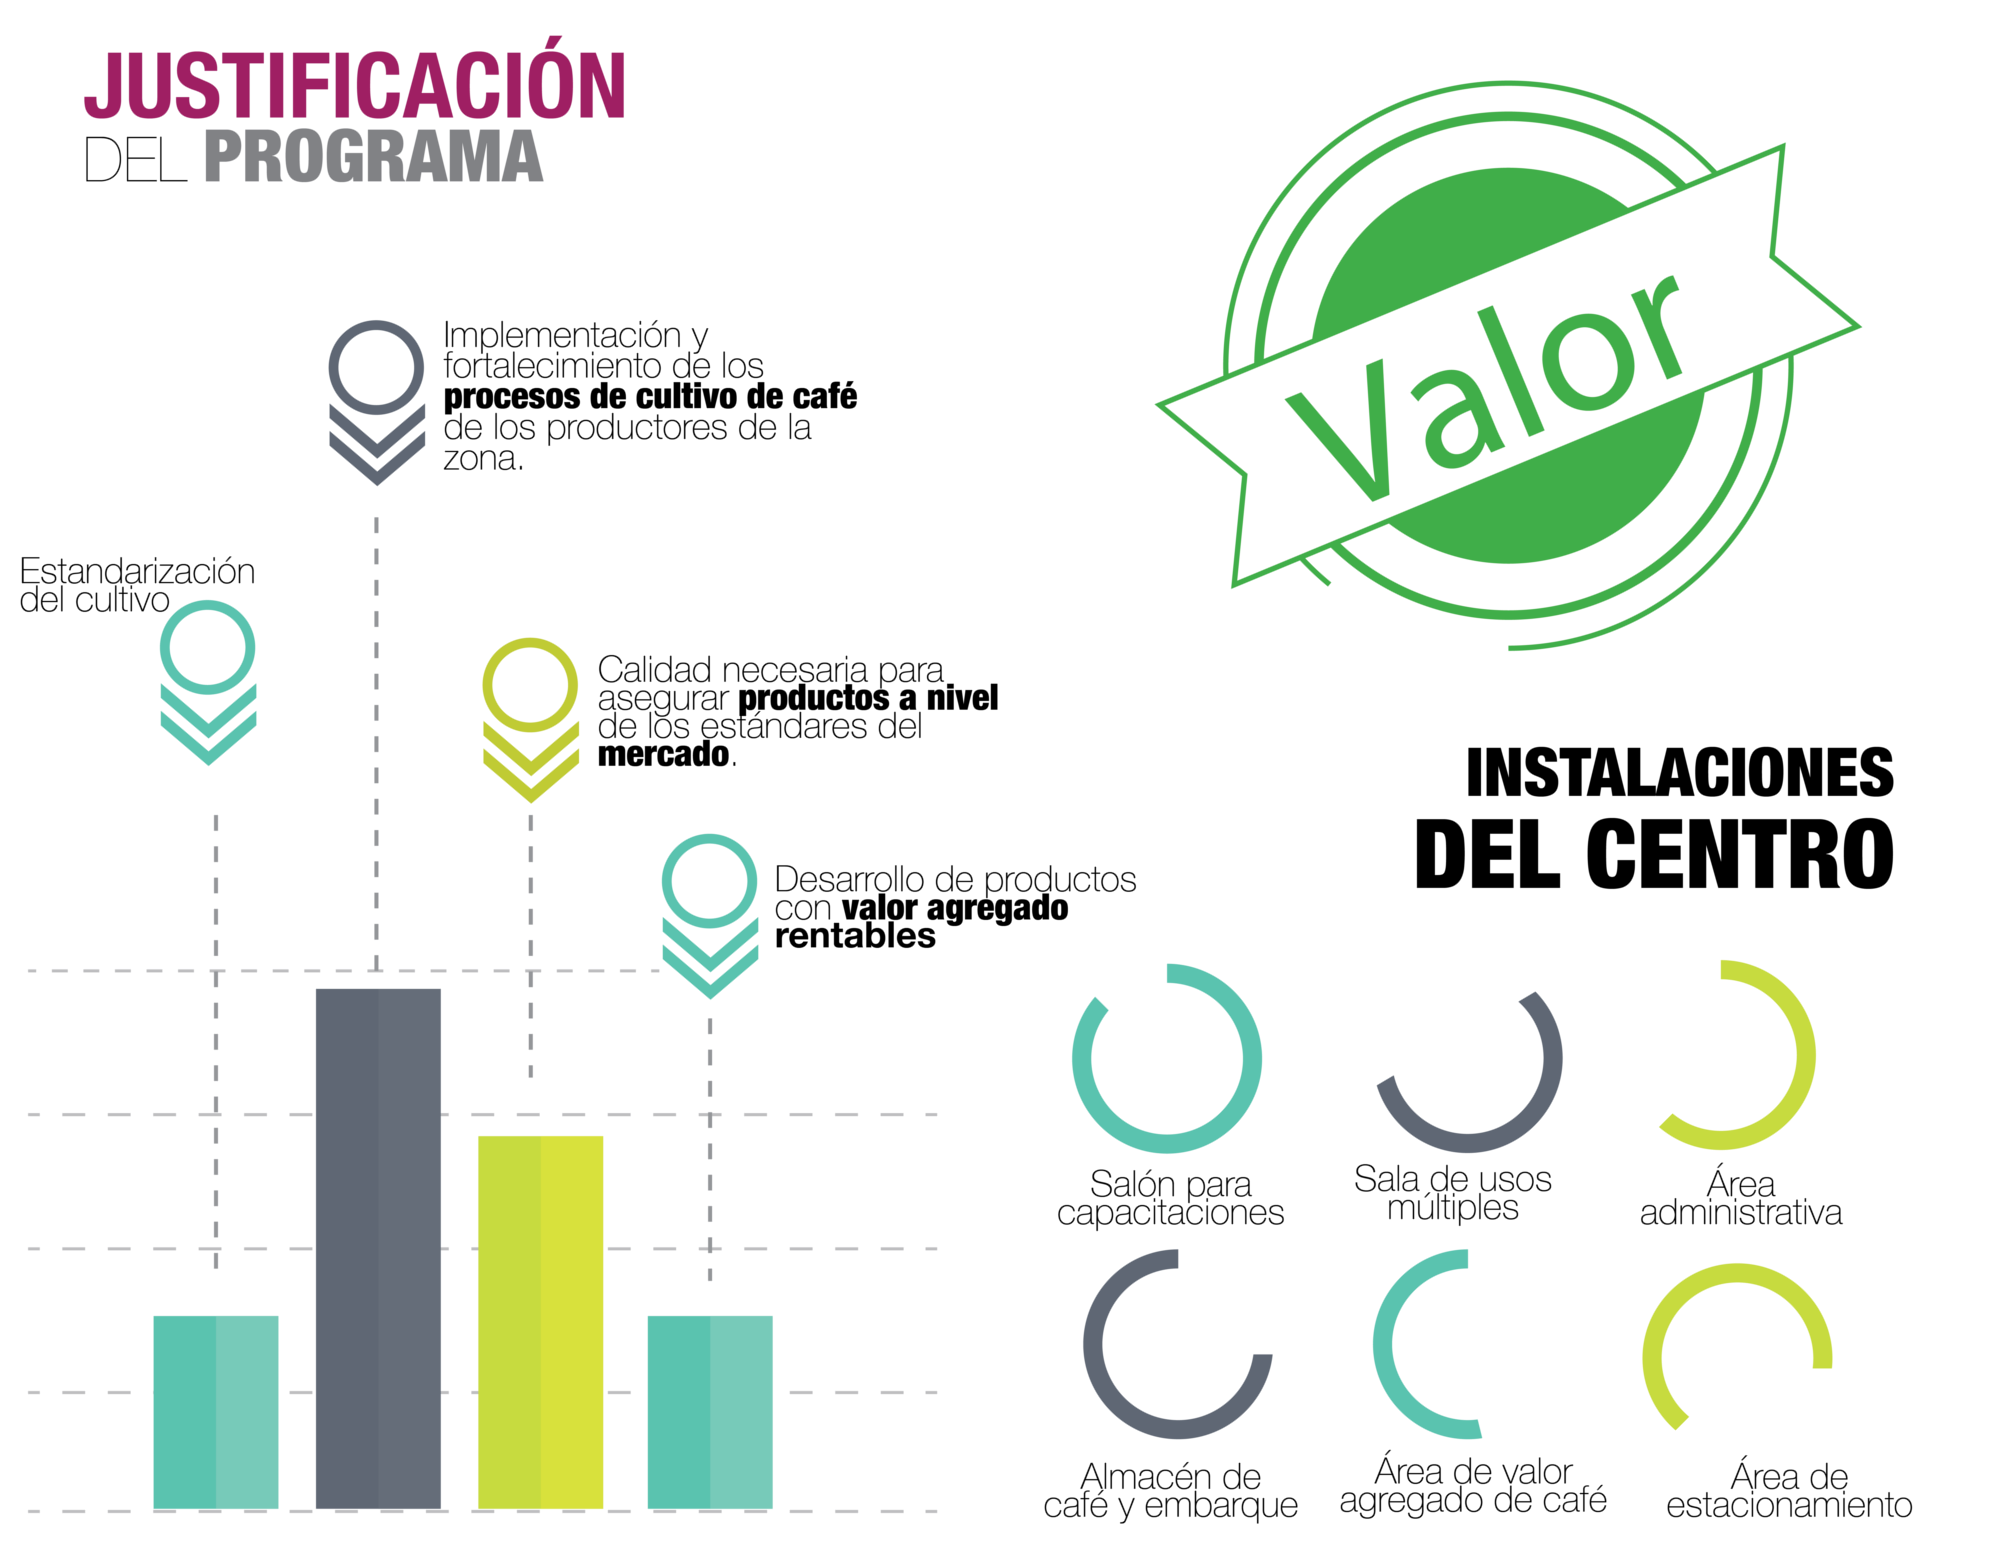 JUSTIFICACIÓN
DEL PROGRAMA
Valor
Implementación y
fortalecimiento de los
procesos de cultivo de café
de los productores de la
zona.
Estandarización
del cultivo
Calidad necesaria para
asegurar productos a nivel
de los estándares del
mercado.
Desarrollo de productos
con valor agregado
rentables
INSTALACIONES
DEL CENTRO
Salón para
capacitaciones
Sala de usos
múltiples
Área
administrativa
Almacén de
café y embarque
Área de valor
agregado de café
Área de
estacionamiento